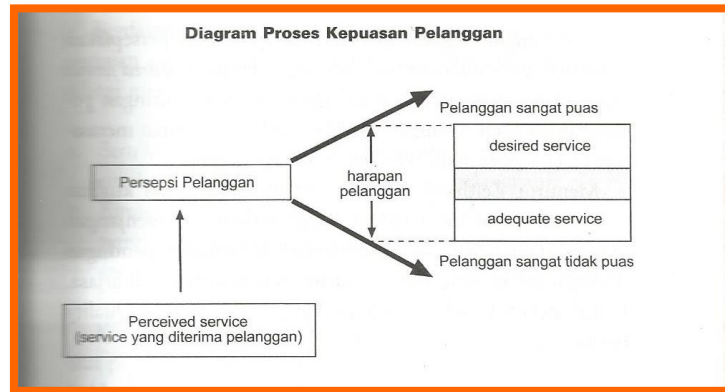 Diagram Proses Kepuasan Pelanggan
Pelanggan sangat puas
desired service
harapan
pelanggan
Persepsi Pelanggan
adequate service
Pelanggan sangat tidak puas
Perceived service
(service yang diterima pelanggan)